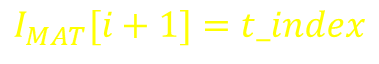 I_MAT[i + 1] = t_index